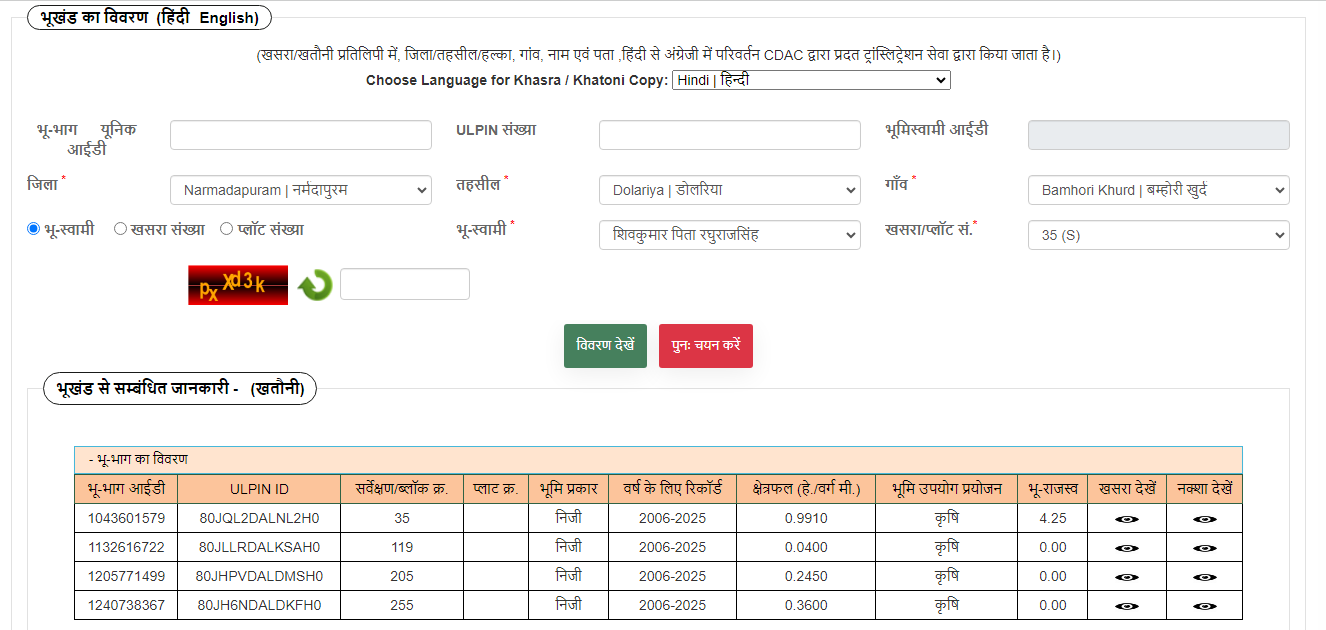 भूखंड का विवरण (हिंदी English)
(खसरा/खतौनी प्रतिलिपी में, जिला/तहसील/हल्का, गांव, नाम एवं पता ,हिंदी से अंग्रेजी में परिवर्तन CDAC द्वारा प्रदत ट्रांस्लिट्रेशन सेवा द्वारा किया जाता है।)
Choose Language for Khasra / Khatoni Copy: Hindi | हिन्दी
भू-भाग यूनिक आईडी
ULPIN संख्या
भूमिस्वामी आईडी
जिला * Narmadapuram | नर्मदापुरम
तहसील * Dolariya | डोलरिया
गाँव * Bamhori Khurd | बम्होरी खुर्द
भू-स्वामी खसरा संख्या प्लॉट संख्या
भू-स्वामी * शिवकुमार पिता रघुराजसिंह
खसरा/प्लॉट सं.* 35 (S)
pxXd3k
विवरण देखें पुनः चयन करें
भूखंड से सम्बंधित जानकारी - (खतौनी)
- भू-भाग का विवरण
भू-भाग आईडी ULPIN ID सर्वेक्षण/ब्लॉक क्र. प्लाट क्र. भूमि प्रकार वर्ष के लिए रिकॉर्ड क्षेत्रफल (हे./वर्ग मी.) भूमि उपयोग प्रयोजन भू-राजस्व खसरा देखें नक्शा देखें
1043601579 80JQL2DALNL2H0 35 निजी 2006-2025 0.9910 कृषि 4.25
1132616722 80JLLRDALKSAH0 119 निजी 2006-2025 0.0400 कृषि 0.00
1205771499 80JHPVDALDMSH0 205 निजी 2006-2025 0.2450 कृषि 0.00
1240738367 80JH6NDALDKFH0 255 निजी 2006-2025 0.3600 कृषि 0.00